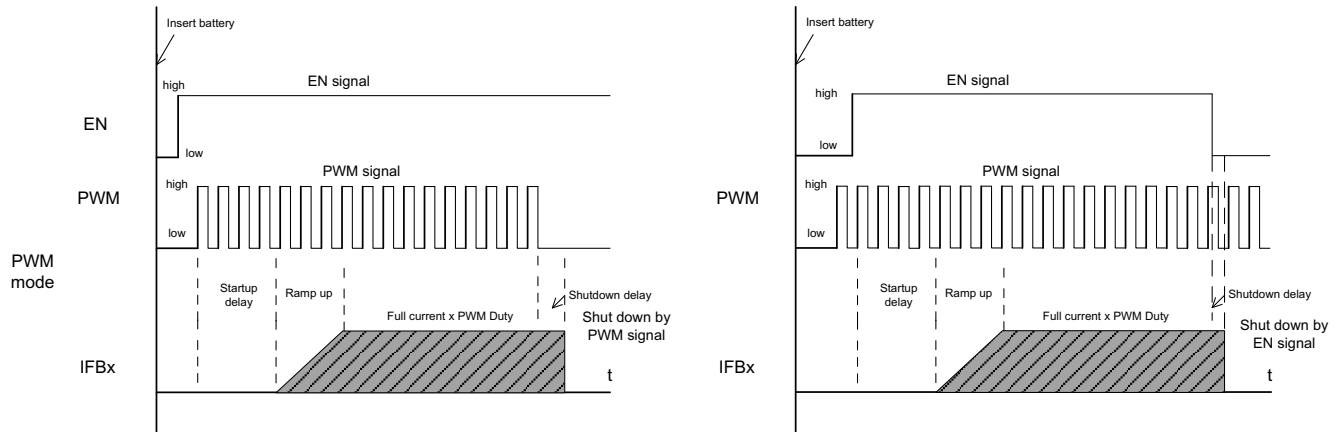 Insert battery
high
EN signal
EN
low
PWM signal
high
PWM
low
PWM
mode
Startup
delay
Ramp up
Shutdown delay
Full current x PWM Duty
Shut down by
PWM signal
IFBx
t
Insert battery
high
EN signal
low
PWM signal
high
PWM
low
Startup
delay
Ramp up
Shutdown delay
Full current x PWM Duty
Shut down by
EN signal
IFBx
t